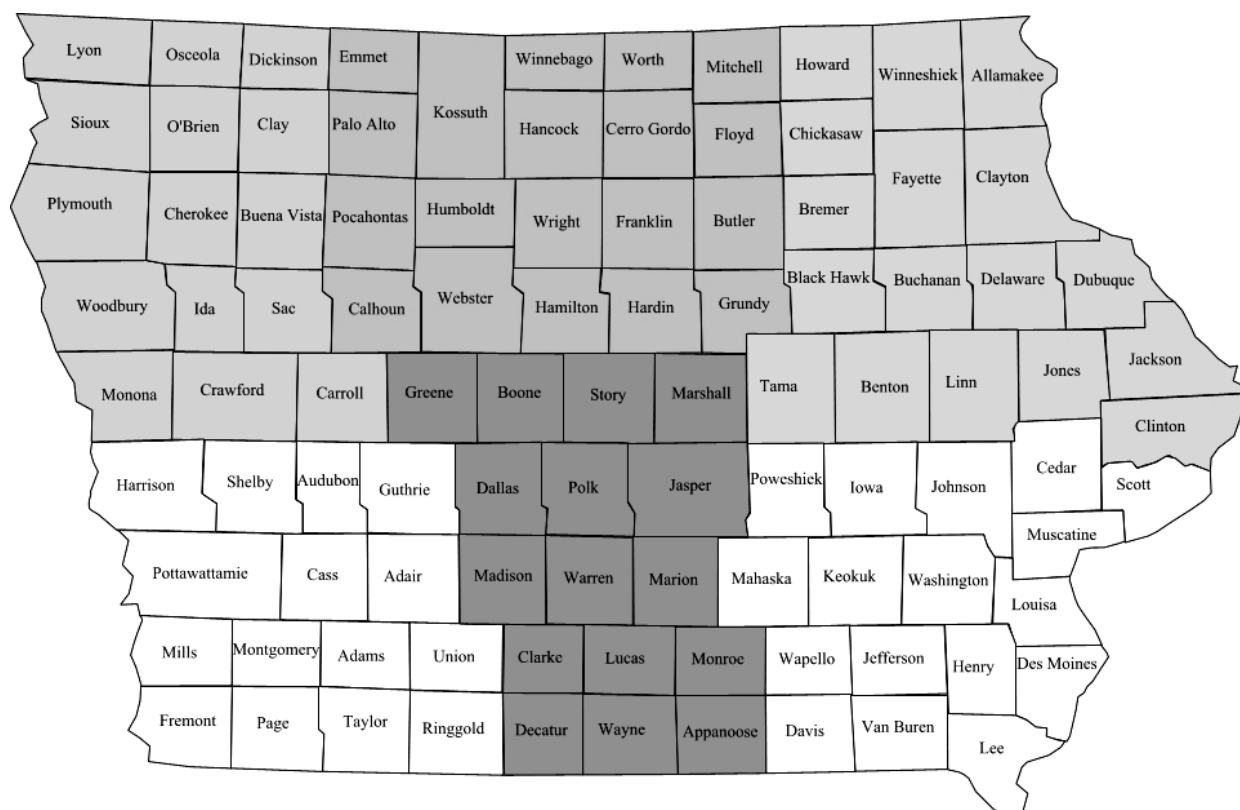 Lyon
Osceola
Dickinson
Emmet
Kossuth
Winnebago
Worth
Mitchell
Howard
Winneshiek
Allamakee
Sioux
O'Brien
Clay
Palo Alto
Hancock
Cerro Gordo
Floyd
Chickasaw
Fayette
Clayton
Plymouth
Cherokee
Buena Vista
Pocahontas
Humboldt
Wright
Franklin
Butler
Bremer
Woodbury
Ida
Sac
Calhoun
Webster
Hamilton
Hardin
Grundy
Black Hawk
Buchanan
Delaware
Dubuque
Monona
Crawford
Carroll
Greene
Boone
Story
Marshall
Tama
Benton
Linn
Jones
Jackson
Clinton
Harrison
Shelby
Audubon
Guthrie
Dallas
Polk
Jasper
Poweshiek
Iowa
Johnson
Cedar
Scott
Muscatine
Pottawattamie
Cass
Adair
Madison
Warren
Marion
Mahaska
Keokuk
Washington
Louisa
Mills
Montgomery
Adams
Union
Clarke
Lucas
Monroe
Wapello
Jefferson
Henry
Des Moines
Fremont
Page
Taylor
Ringgold
Decatur
Wayne
Appanoose
Davis
Van Buren
Lee